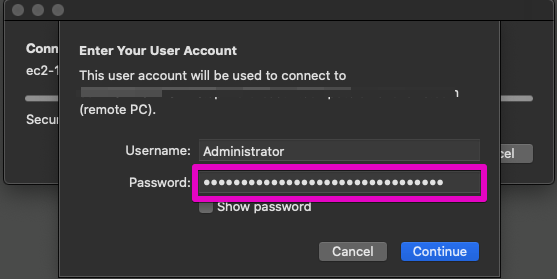 Enter Your User Account
Conn
This user account will be used to connect to
ec2-1
(remote PC).
Secur
Username: Administrator
Password: ••••••••••••••••••••••••••••••••
Show password
Cancel Continue
cel